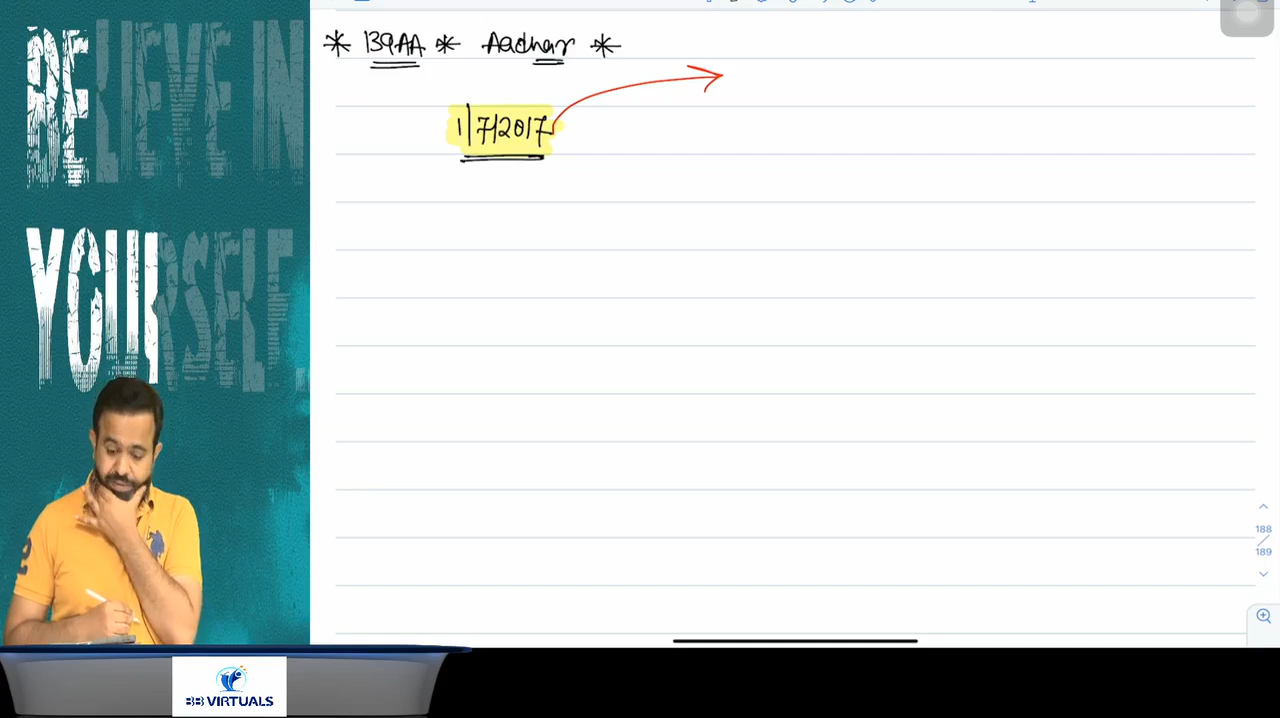 BELIEVE IN
YOURSELF.
* 139AA * Aadhar *
1/7/2017
188
189
BB VIRTUALS